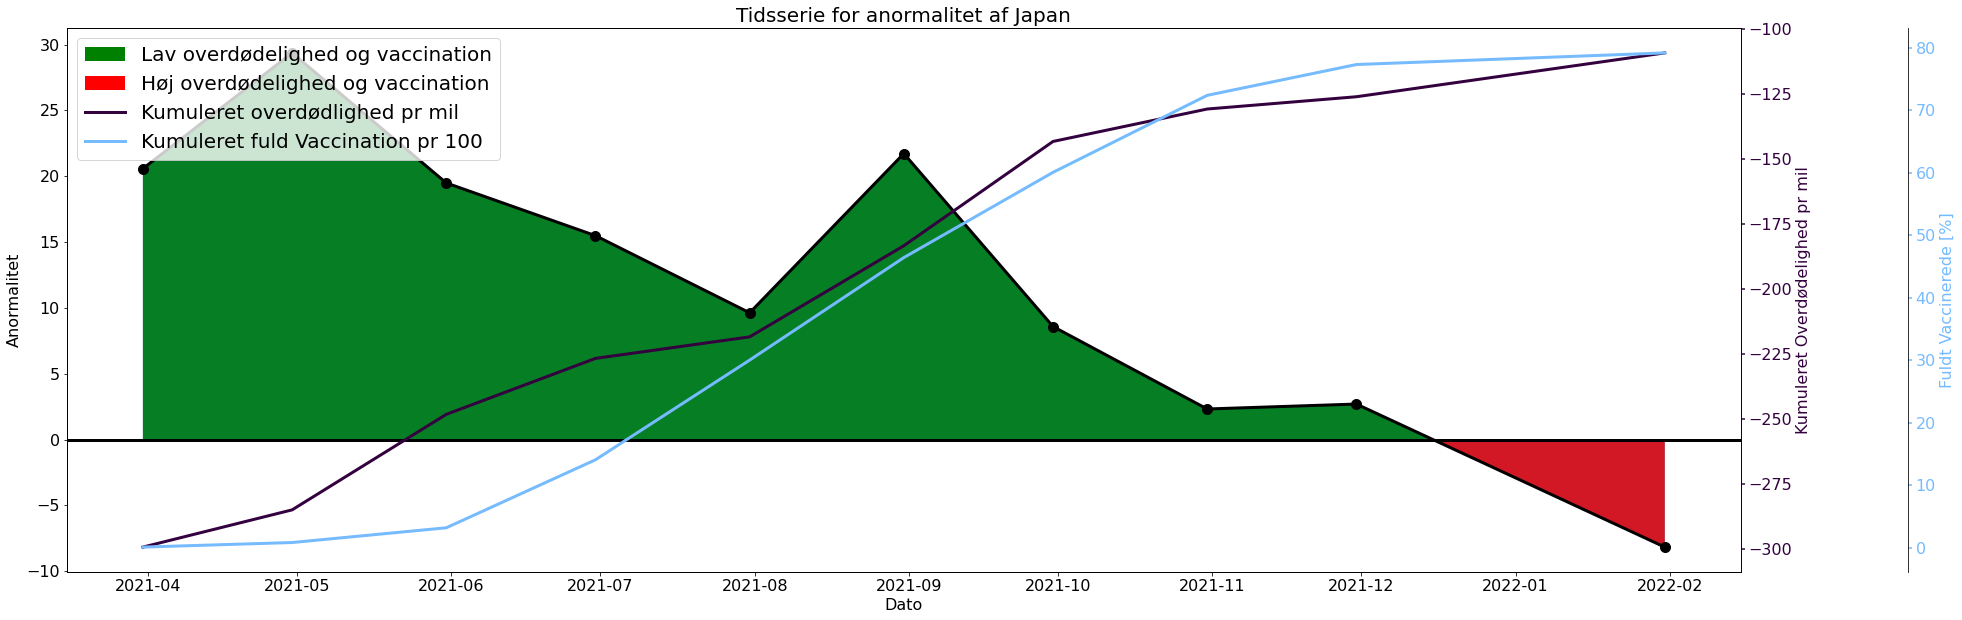 Tidsserie for anormalitet af Japan
Lav overdødelighed og vaccination
Høj overdødelighed og vaccination
Kumuleret overdødlighed pr mil
Kumuleret fuld Vaccination pr 100
Anormalitet
30
25
20
15
10
5
0
−5
−10
2021-04 2021-05 2021-06 2021-07 2021-08 2021-09 2021-10 2021-11 2021-12 2022-01 2022-02
Dato
−100
−125
−150
−175
−200
−225
−250
−275
−300
Kumuleret Overdødelighed pr mil
80
70
60
50
40
30
20
10
0
Fuldt Vaccinerede [%]